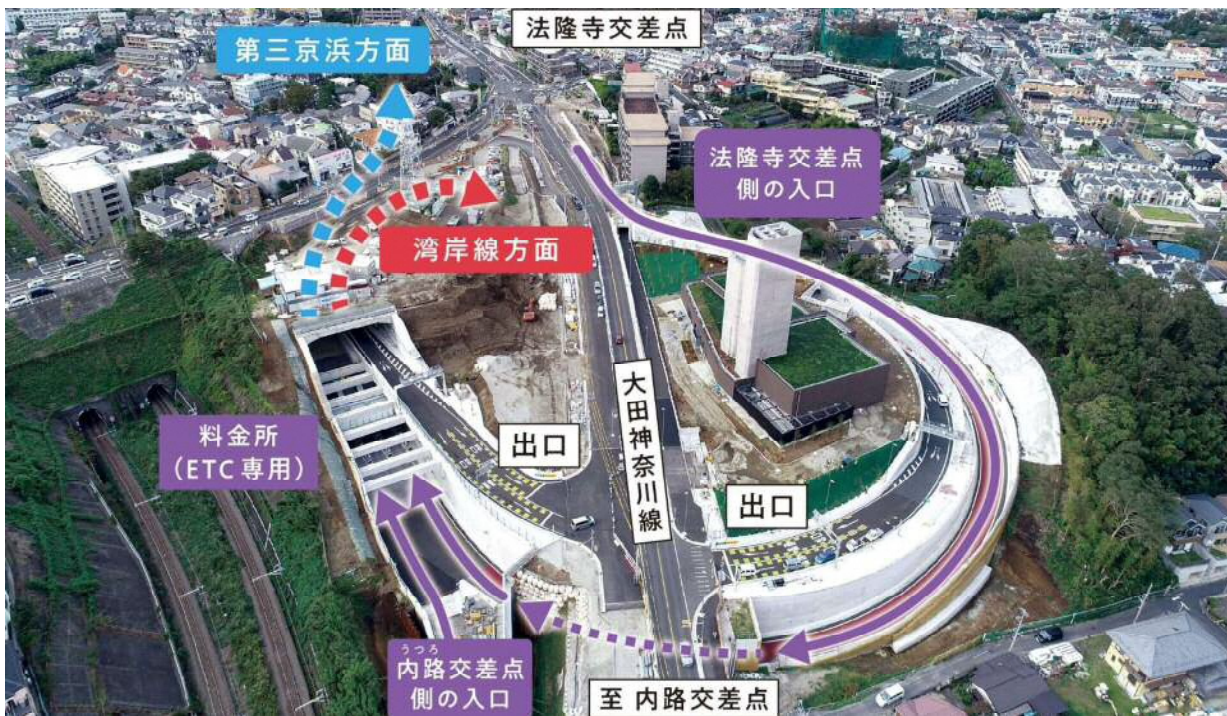 法隆寺交差点
第三京浜方面
法隆寺交差点
側の入口
湾岸線方面
大田神奈川線
料金所
(ETC専用)
出口
出口
うつろ
内路交差点
側の入口
至 内路交差点